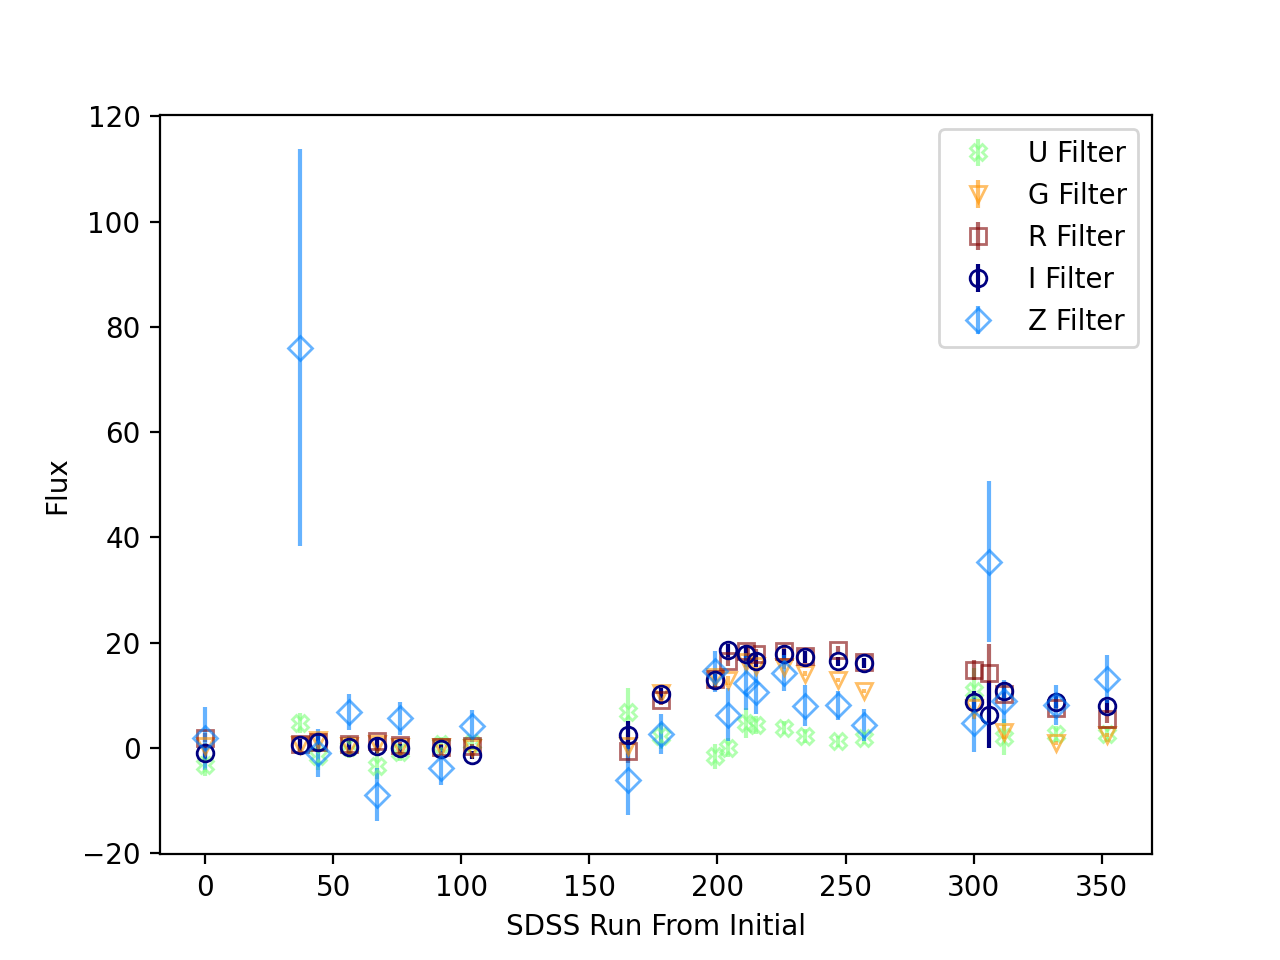 120
100
80
60
40
20
0
−20
Flux
0 50 100 150 200 250 300 350
SDSS Run From Initial
U Filter
G Filter
R Filter
I Filter
Z Filter